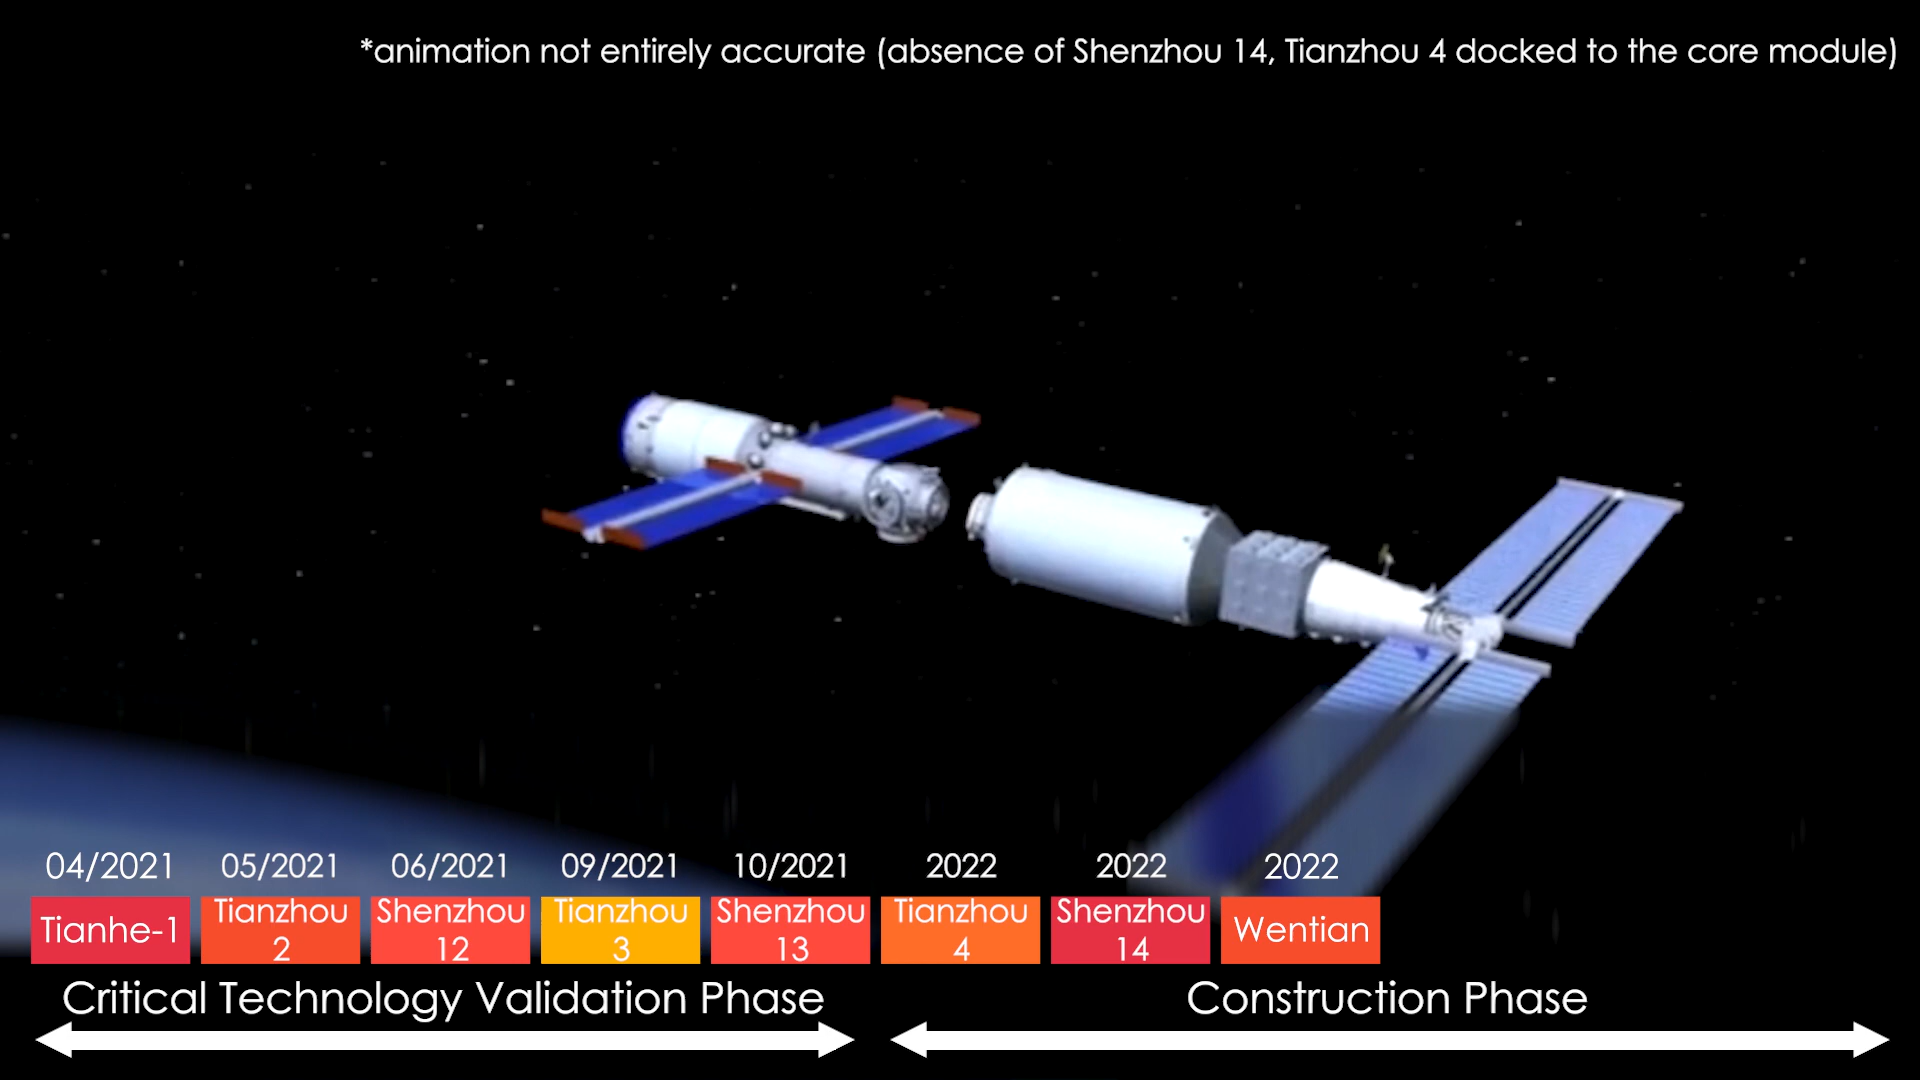 *animation not entirely accurate (absence of Shenzhou 14, Tianzhou 4 docked to the core module)
04/2021
05/2021
06/2021
09/2021
10/2021
2022
2022
2022
Tianhe-1
Tianzhou
2
Shenzhou
12
Tianzhou
3
Shenzhou
13
Tianzhou
4
Shenzhou
14
Wentian
Critical Technology Validation Phase
Construction Phase